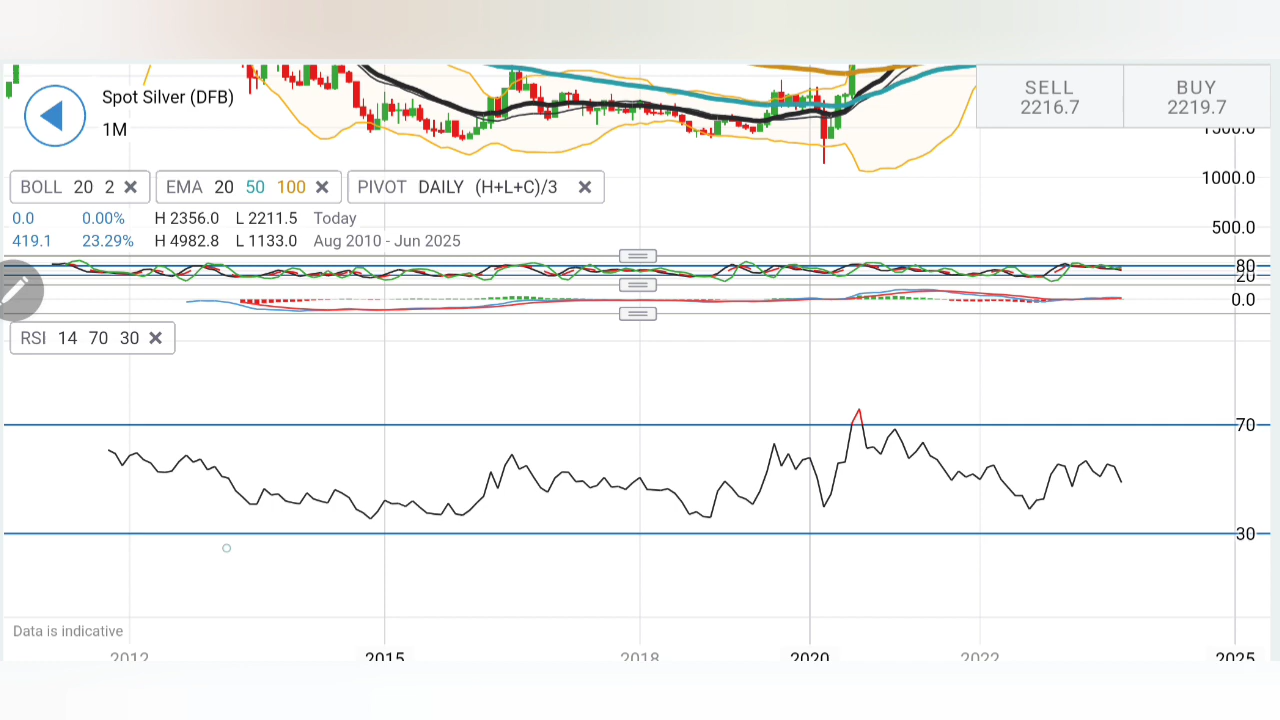 Spot Silver (DFB)
1M
SELL
2216.7
BUY
2219.7
1500.0
1000.0
500.0
BOLL 20 2 ✕
EMA 20 50 100 ✕
PIVOT DAILY (H+L+C)/3 ✕
0.0 0.00% H 2356.0 L 2211.5 Today
419.1 23.29% H 4982.8 L 1133.0 Aug 2010 - Jun 2025
80
20
0.0
RSI 14 70 30 ✕
70
30
Data is indicative
2012 2015 2018 2020 2022 2025